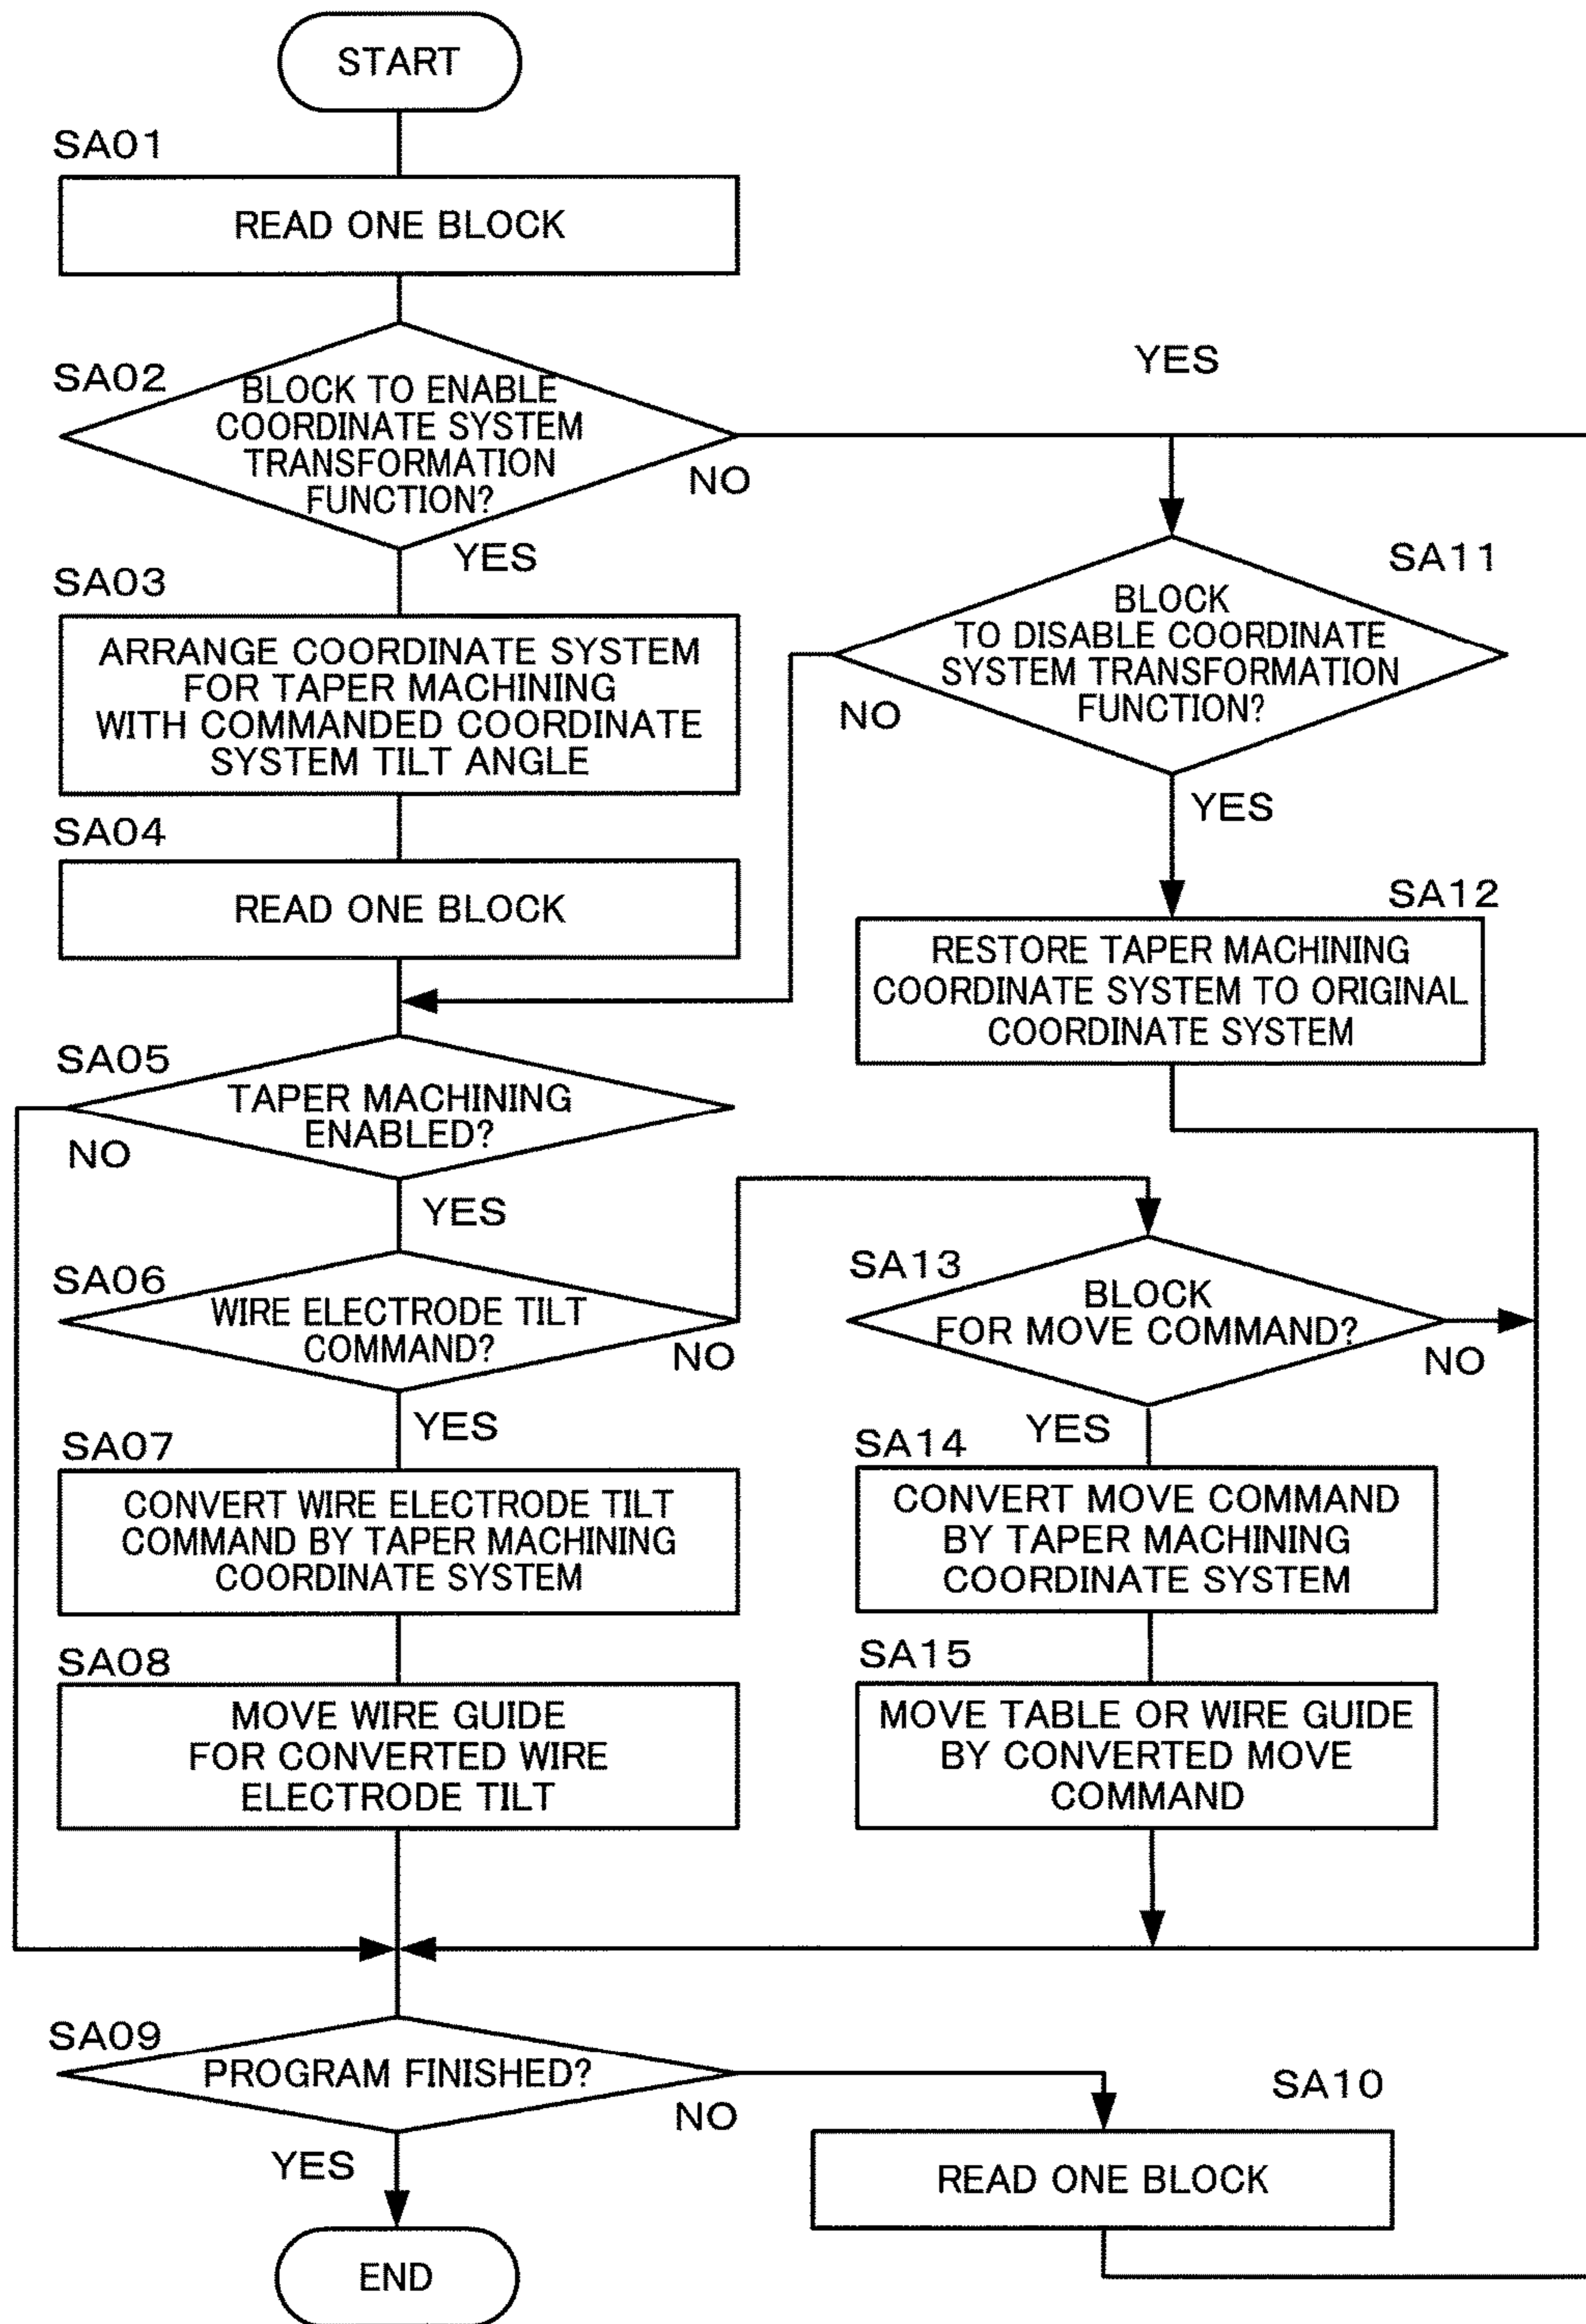 START
SA01
READ ONE BLOCK
SA02
BLOCK TO ENABLE
COORDINATE SYSTEM
TRANSFORMATION
FUNCTION?
NO
YES
YES
SA03
ARRANGE COORDINATE SYSTEM
FOR TAPER MACHINING
WITH COMMANDED COORDINATE
SYSTEM TILT ANGLE
SA04
READ ONE BLOCK
SA11
BLOCK
TO DISABLE COORDINATE
SYSTEM TRANSFORMATION
FUNCTION?
NO
YES
SA12
RESTORE TAPER MACHINING
COORDINATE SYSTEM TO ORIGINAL
COORDINATE SYSTEM
SA05
TAPER MACHINING
ENABLED?
NO
YES
SA06
WIRE ELECTRODE TILT
COMMAND?
NO
YES
SA13
BLOCK
FOR MOVE COMMAND?
NO
YES
SA07
CONVERT WIRE ELECTRODE TILT
COMMAND BY TAPER MACHINING
COORDINATE SYSTEM
SA14
CONVERT MOVE COMMAND
BY TAPER MACHINING
COORDINATE SYSTEM
SA08
MOVE WIRE GUIDE
FOR CONVERTED WIRE
ELECTRODE TILT
SA15
MOVE TABLE OR WIRE GUIDE
BY CONVERTED MOVE
COMMAND
SA09
PROGRAM FINISHED?
NO
YES
SA10
READ ONE BLOCK
END